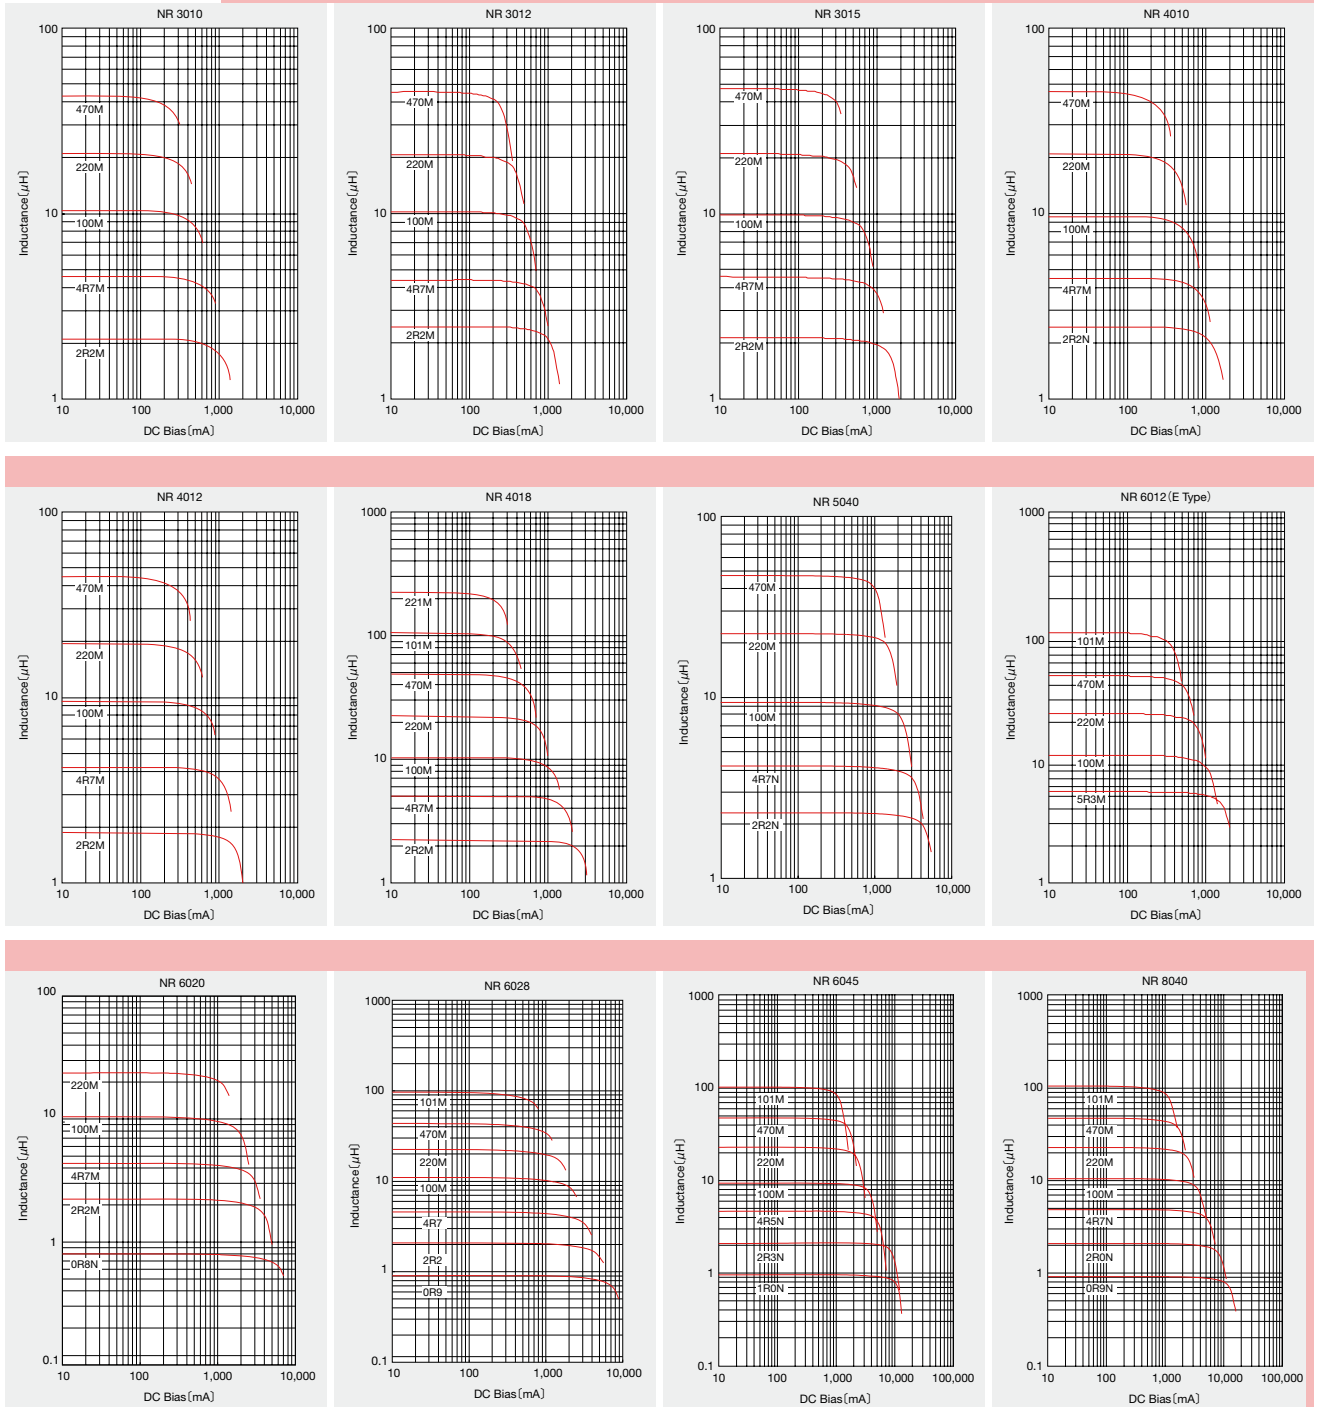 NR 3010
100
10
1
470M
220M
100M
4R7M
2R2M
10 100 1,000 10,000
Inductance[μH]
DC Bias[mA]
NR 3012
100
10
1
470M
220M
100M
4R7M
2R2M
10 100 1,000 10,000
Inductance[μH]
DC Bias[mA]
NR 3015
100
10
1
470M
220M
100M
4R7M
2R2M
10 100 1,000 10,000
Inductance[μH]
DC Bias[mA]
NR 4010
100
10
1
470M
220M
100M
4R7M
2R2N
10 100 1,000 10,000
Inductance[μH]
DC Bias[mA]
NR 4012
100
10
1
470M
220M
100M
4R7M
2R2M
10 100 1,000 10,000
Inductance[μH]
DC Bias[mA]
NR 4018
1000
100
10
1
221M
101M
470M
220M
100M
4R7M
2R2M
10 100 1,000 10,000
Inductance[μH]
DC Bias[mA]
NR 5040
100
10
1
470M
220M
100M
4R7N
2R2N
10 100 1,000 10,000
Inductance[μH]
DC Bias[mA]
NR 6012(E Type)
1000
100
10
1
101M
470M
220M
100M
5R3M
10 100 1,000 10,000
Inductance[μH]
DC Bias[mA]
NR 6020
100
10
1
0.1
220M
100M
4R7M
2R2M
0R8N
10 100 1,000 10,000
Inductance[μH]
DC Bias[mA]
NR 6028
1000
100
10
1
0.1
101M
470M
220M
100M
4R7
2R2
0R9
10 100 1,000 10,000
Inductance[μH]
DC Bias[mA]
NR 6045
1000
100
10
1
0.1
101M
470M
220M
100M
4R5N
2R3N
1R0N
10 100 1,000 10,000 100,000
Inductance[μH]
DC Bias[mA]
NR 8040
1000
100
10
1
0.1
101M
470M
220M
100M
4R7N
2R0N
0R9N
10 100 1,000 10,000 100,000
Inductance[μH]
DC Bias[mA]